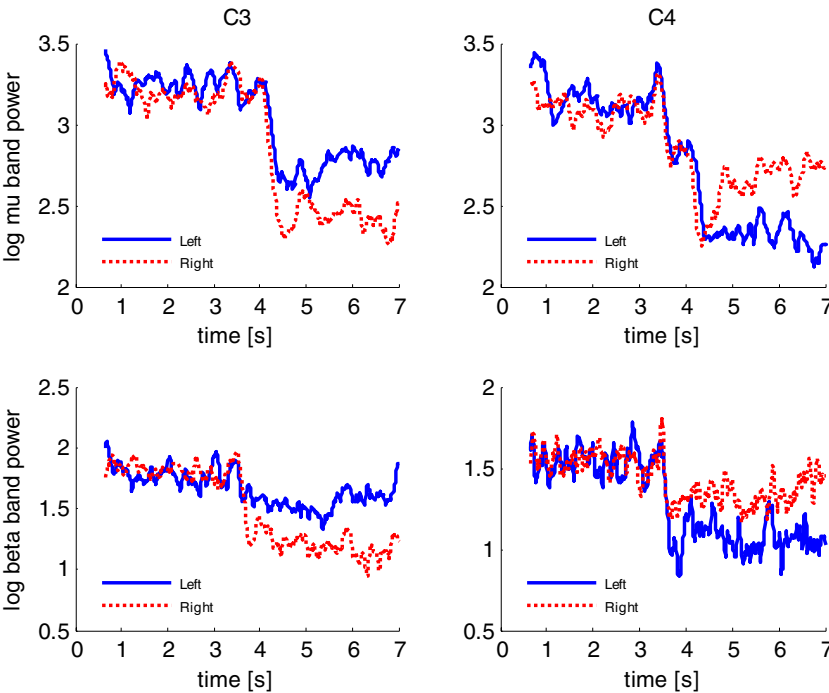 C3
C4
3.5
3
2.5
2
log mu band power
Left
Right
0 1 2 3 4 5 6 7
time [s]
3.5
3
2.5
2
Left
Right
0 1 2 3 4 5 6 7
time [s]
2.5
2
1.5
1
0.5
log beta band power
Left
Right
0 1 2 3 4 5 6 7
time [s]
2
1.5
1
0.5
Left
Right
0 1 2 3 4 5 6 7
time [s]